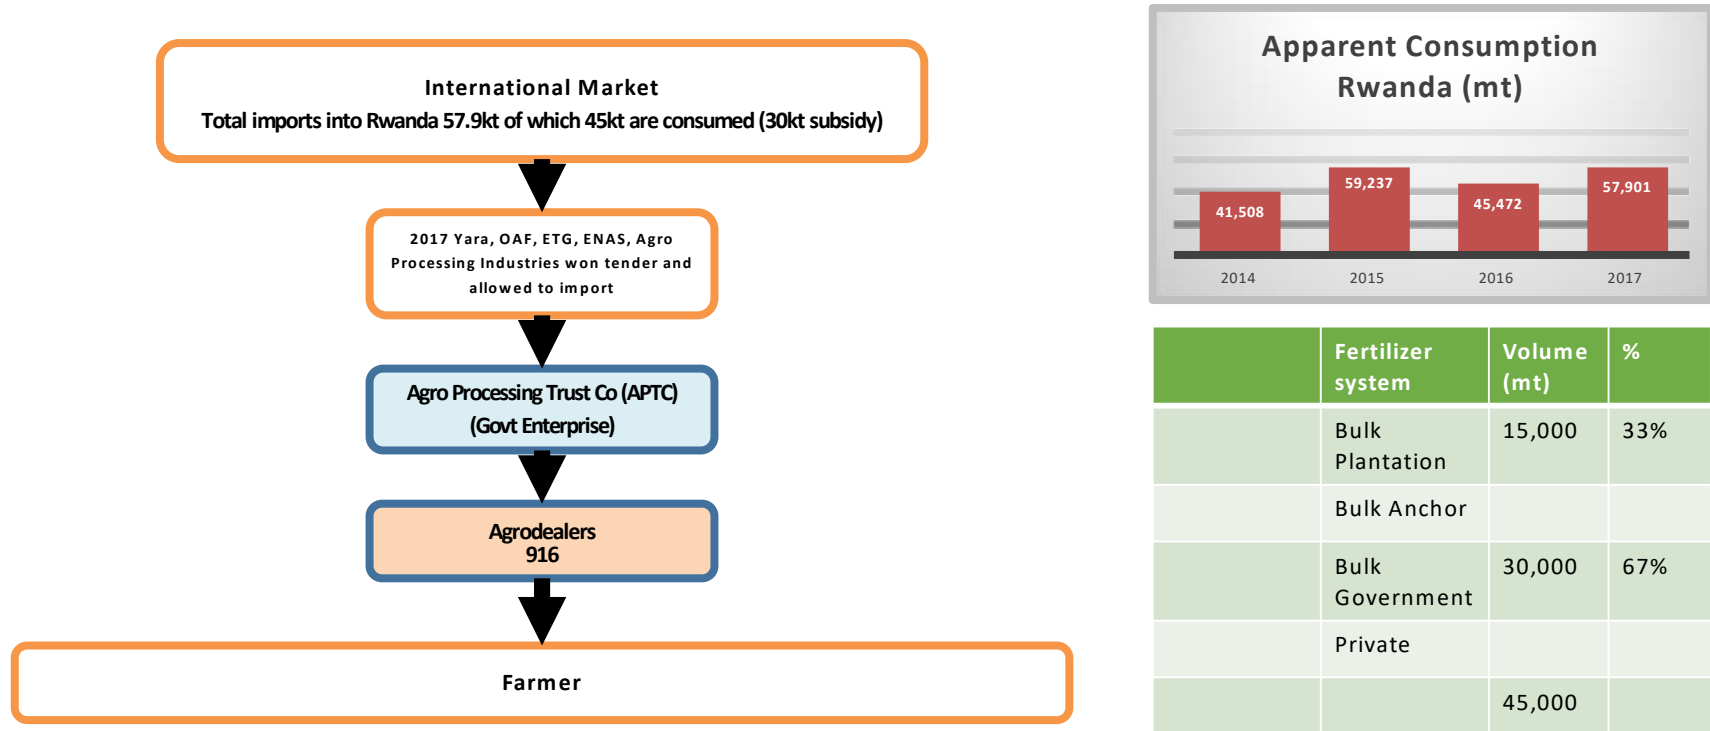 International Market
Total imports into Rwanda 57.9kt of which 45kt are consumed (30kt subsidy)
2017 Yara, OAF, ETG, ENAS, Agro
Processing Industries won tender and
allowed to import
Agro Processing Trust Co (APTC)
(Govt Enterprise)
Agrodealers
916
Farmer
Apparent Consumption
Rwanda (mt)
41,508
59,237
45,472
57,901
2014 2015 2016 2017
Fertilizer system Volume (mt) %
Bulk Plantation 15,000 33%
Bulk Anchor
Bulk Government 30,000 67%
Private
45,000